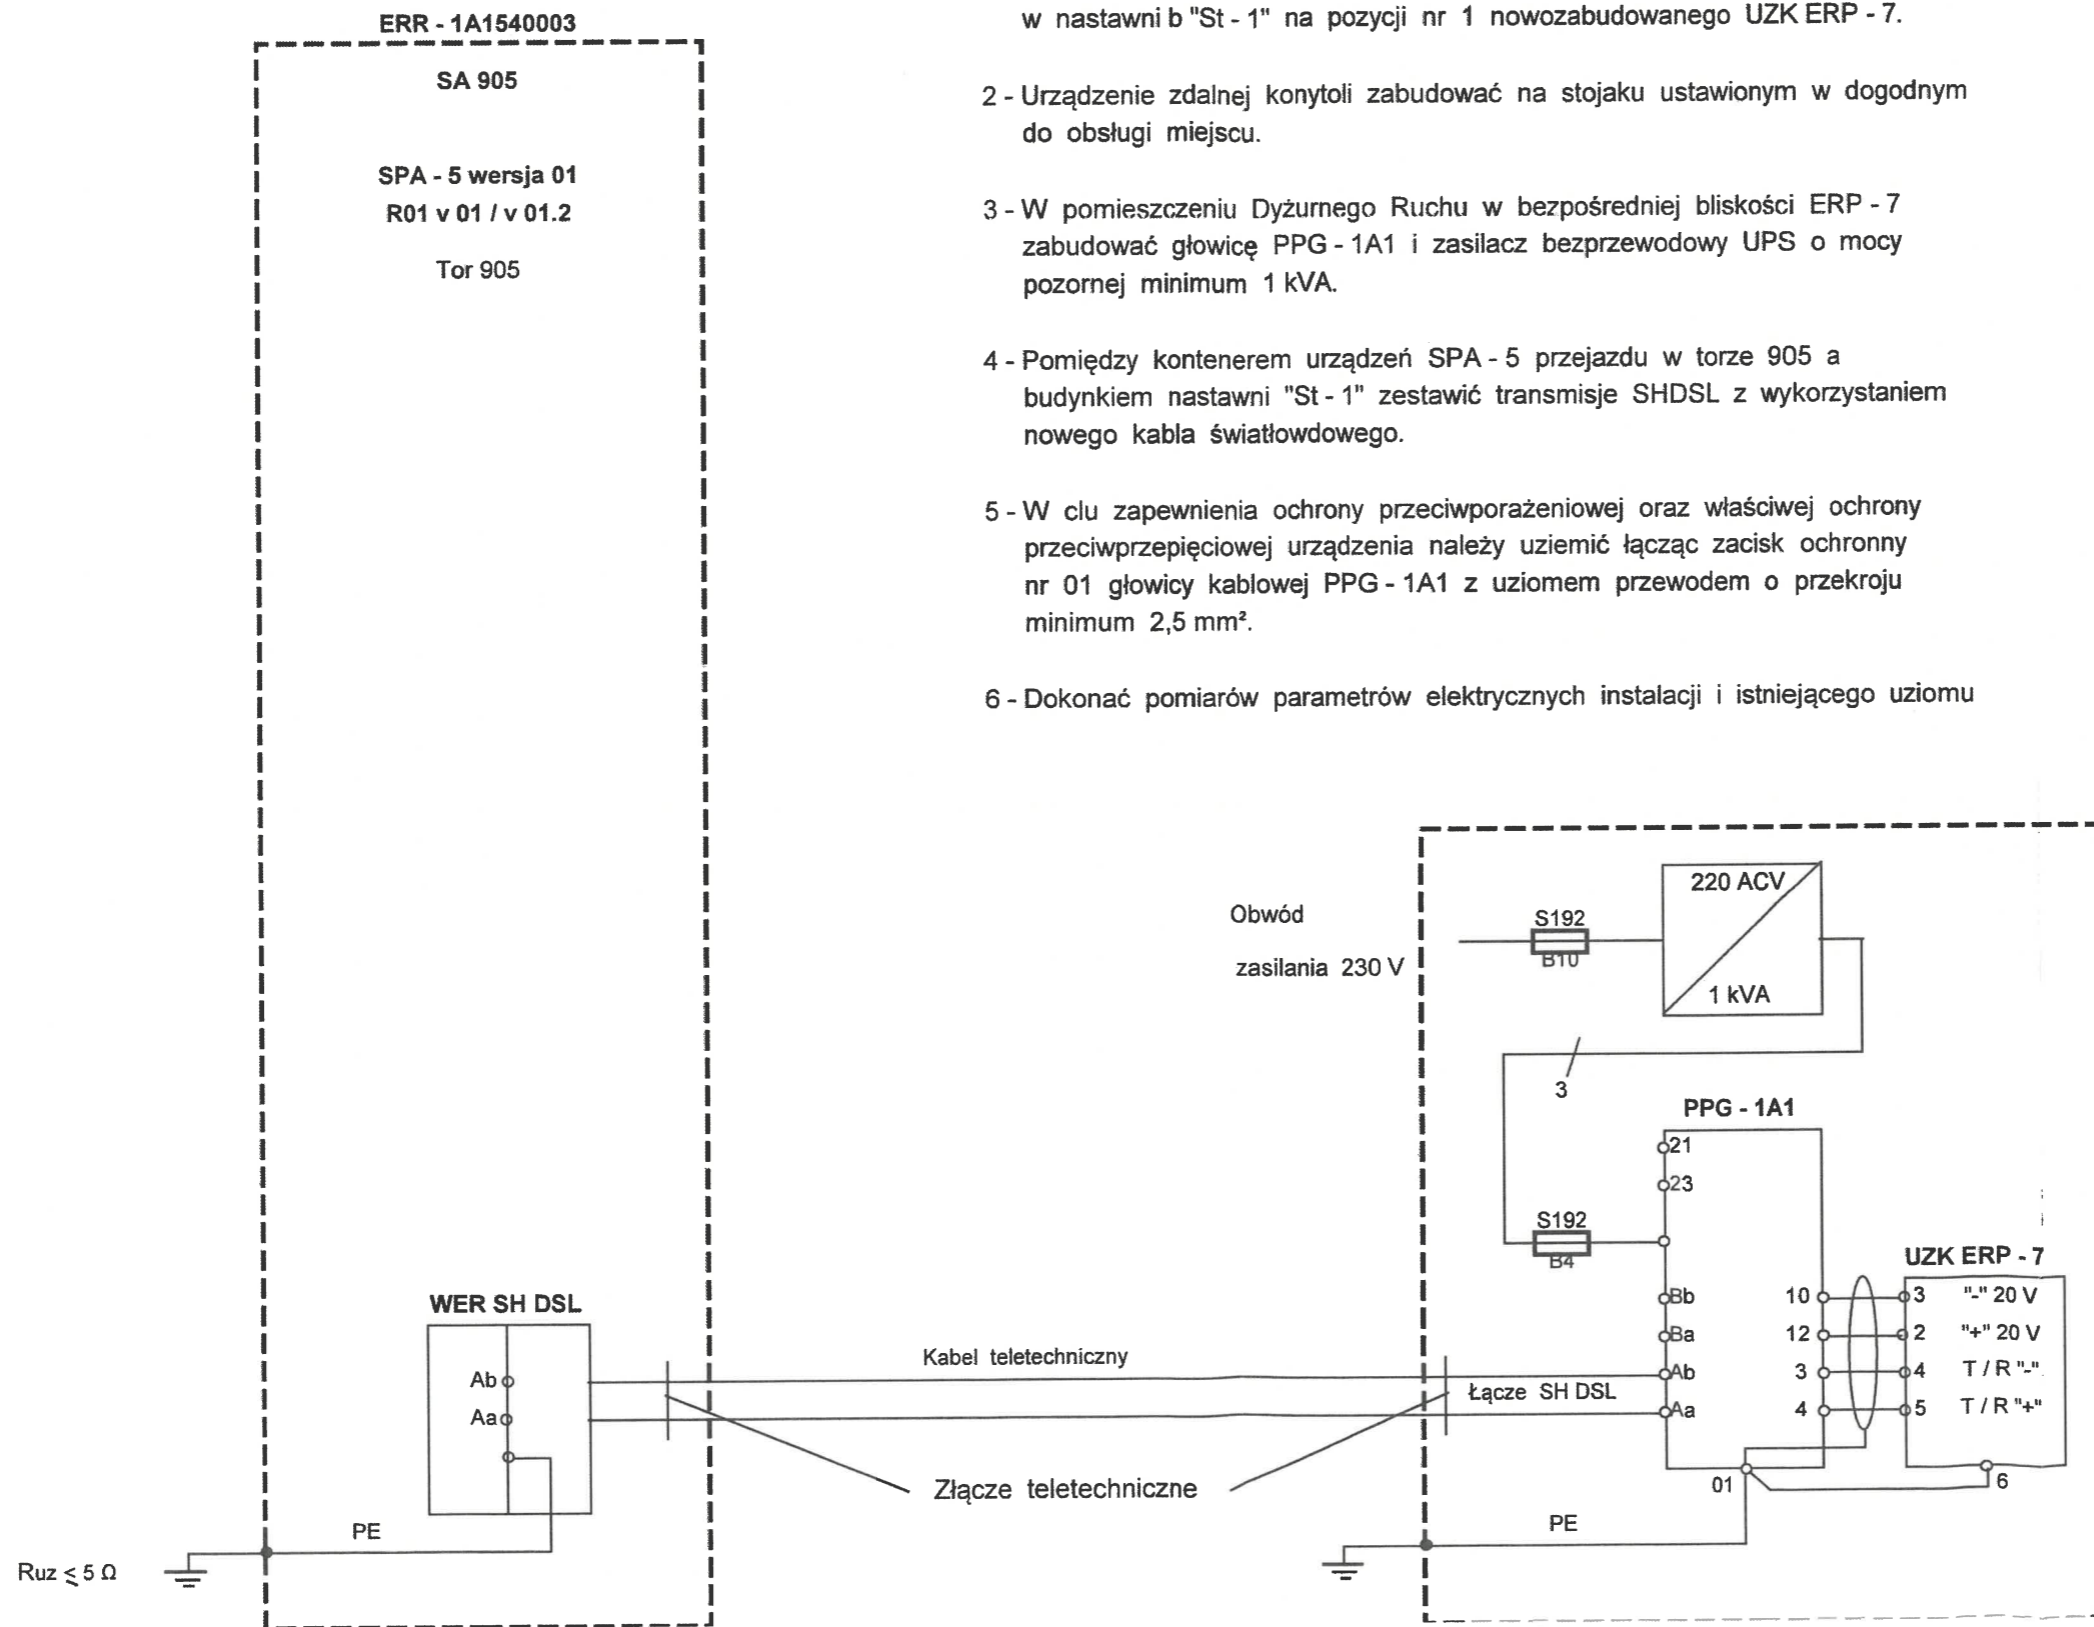 ERR - 1A1540003
SA 905
SPA - 5 wersja 01
R01 v 01 / v 01.2
Tor 905
w nastawni b "St - 1" na pozycji nr 1 nowozabudowanego UZK ERP - 7.
2 - Urządzenie zdalnej konytoli zabudować na stojaku ustawionym w dogodnym
do obsługi miejscu.
3 - W pomieszczeniu Dyżurnego Ruchu w bezpośredniej bliskości ERP - 7
zabudować głowicę PPG - 1A1 i zasilacz bezprzewodowy UPS o mocy
pozornej minimum 1 kVA.
4 - Pomiędzy kontenerem urządzeń SPA - 5 przejazdu w torze 905 a
budynkiem nastawni "St - 1" zestawić transmisje SHDSL z wykorzystaniem
nowego kabla światłowdowego.
5 - W clu zapewnienia ochrony przeciwporażeniowej oraz właściwej ochrony
przeciwprzepięciowej urządzenia należy uziemić łącząc zacisk ochronny
nr 01 głowicy kablowej PPG - 1A1 z uziomem przewodem o przekroju
minimum 2,5 mm².
6 - Dokonać pomiarów parametrów elektrycznych instalacji i istniejącego uziomu
Obwód
zasilania 230 V
S192
B10
220 ACV
1 kVA
3
PPG - 1A1
21
23
S192
B4
Bb
Ba
Ab
Aa
10
12
3
4
01
UZK ERP - 7
3 "-" 20 V
2 "+" 20 V
4 T / R "-"
5 T / R "+"
6
WER SH DSL
Ab
Aa
Kabel teletechniczny
Łącze SH DSL
Złącze teletechniczne
PE
PE
Ruz ≤ 5 Ω